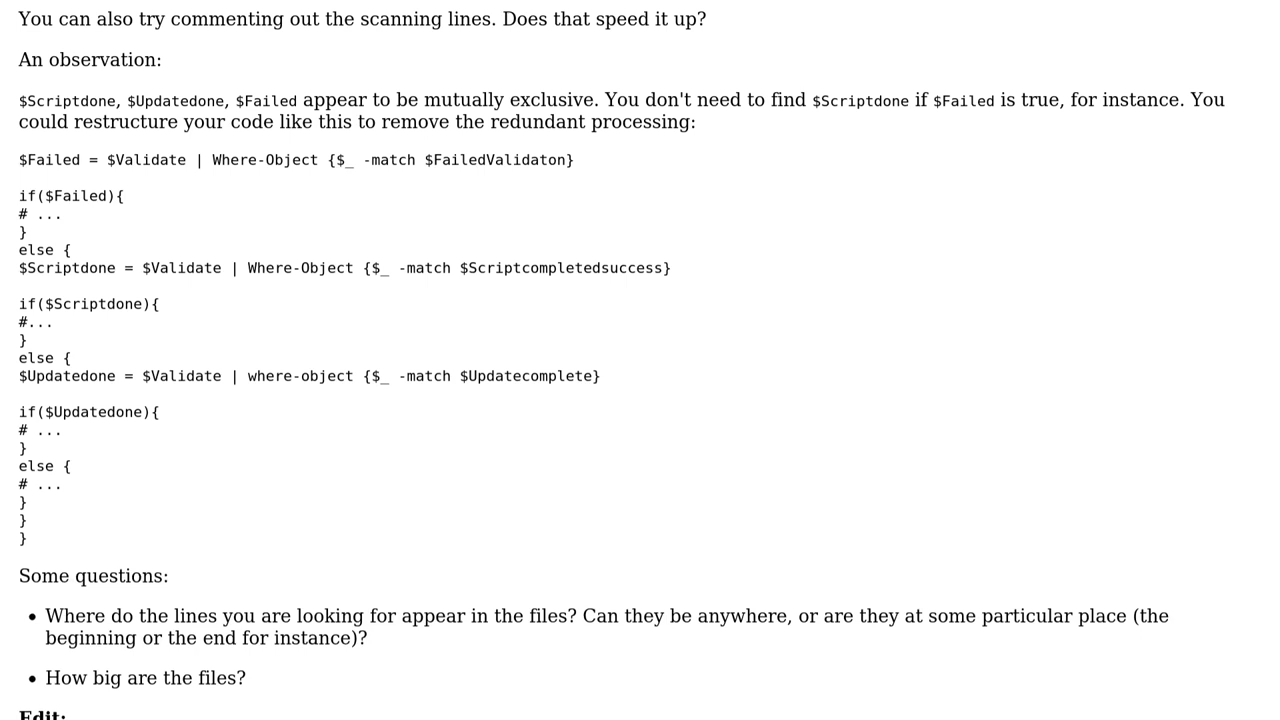 You can also try commenting out the scanning lines. Does that speed it up?
An observation:
$Scriptdone, $Updatedone, $Failed appear to be mutually exclusive. You don't need to find $Scriptdone if $Failed is true, for instance. You
could restructure your code like this to remove the redundant processing:
$Failed = $Validate | Where-Object {$_ -match $FailedValidaton}
if($Failed){
# ...
}
else {
$Scriptdone = $Validate | Where-Object {$_ -match $Scriptcompletedsuccess}
if($Scriptdone){
#...
}
else {
$Updatedone = $Validate | where-object {$_ -match $Updatecomplete}
if($Updatedone){
# ...
}
else {
# ...
}
}
}
Some questions:
• Where do the lines you are looking for appear in the files? Can they be anywhere, or are they at some particular place (the
beginning or the end for instance)?
• How big are the files?
Edit: